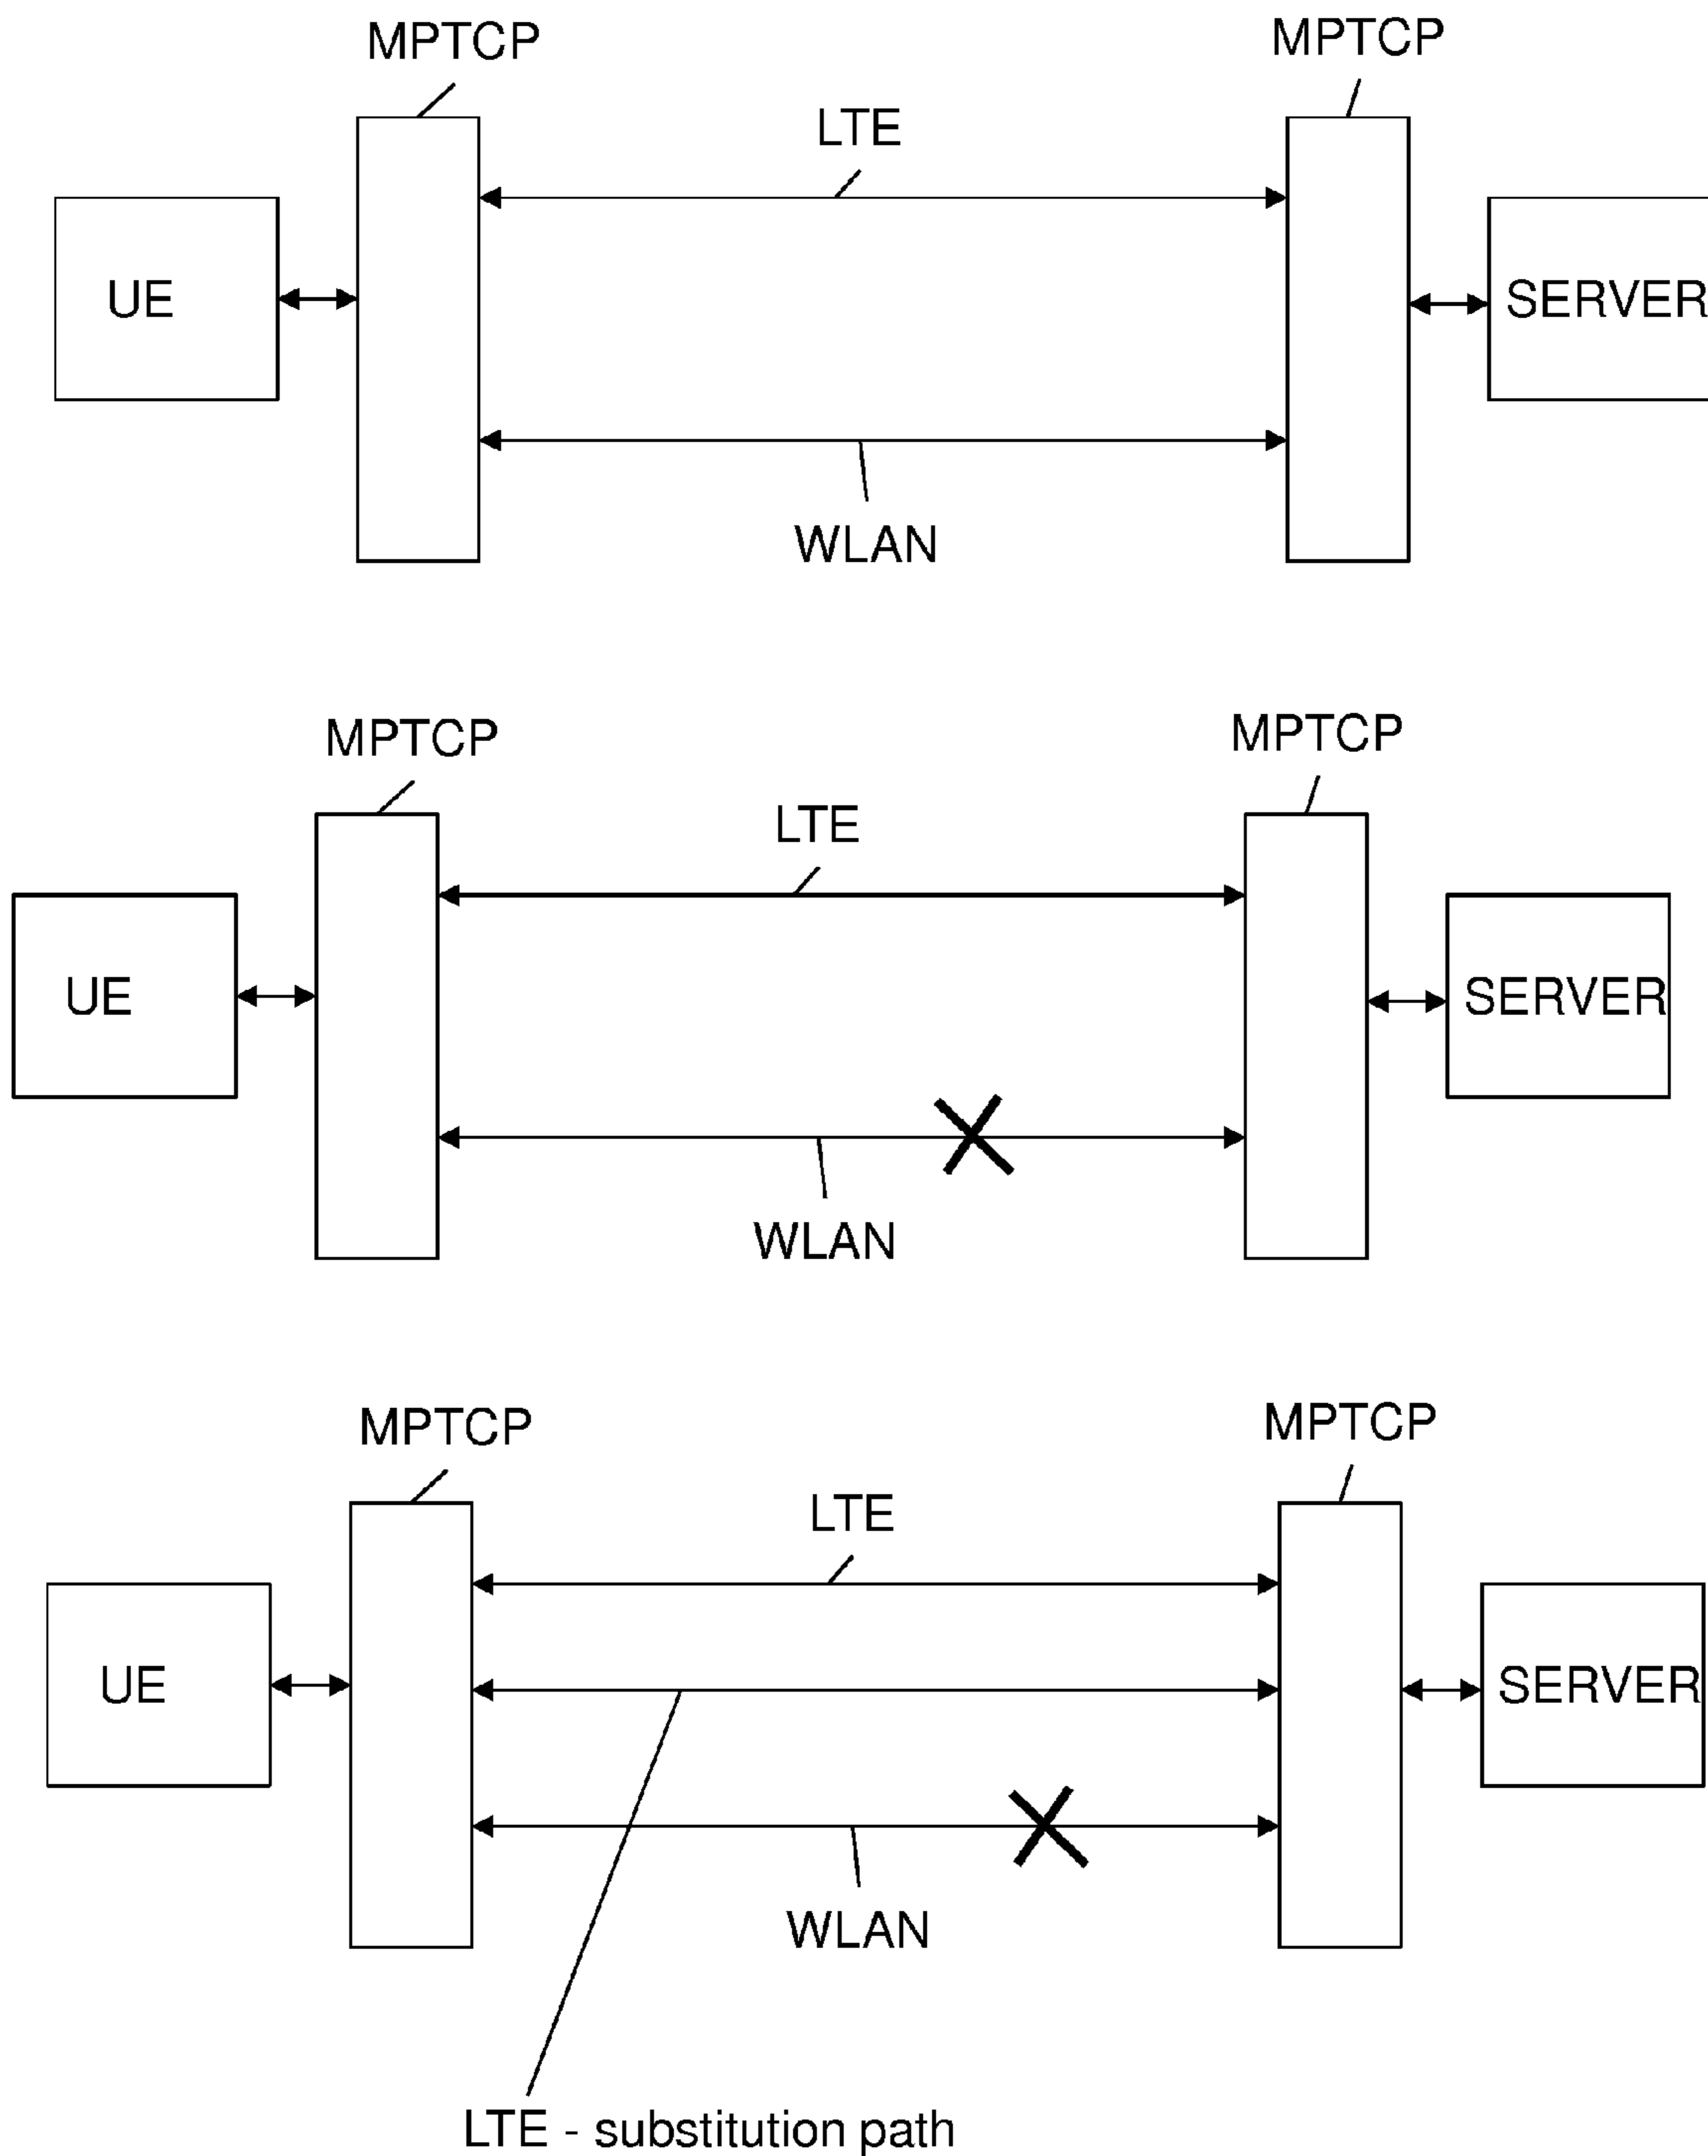 MPTCP
MPTCP
LTE
UE
SERVER
WLAN
MPTCP
MPTCP
LTE
UE
SERVER
WLAN
MPTCP
MPTCP
LTE
UE
SERVER
WLAN
LTE - substitution path